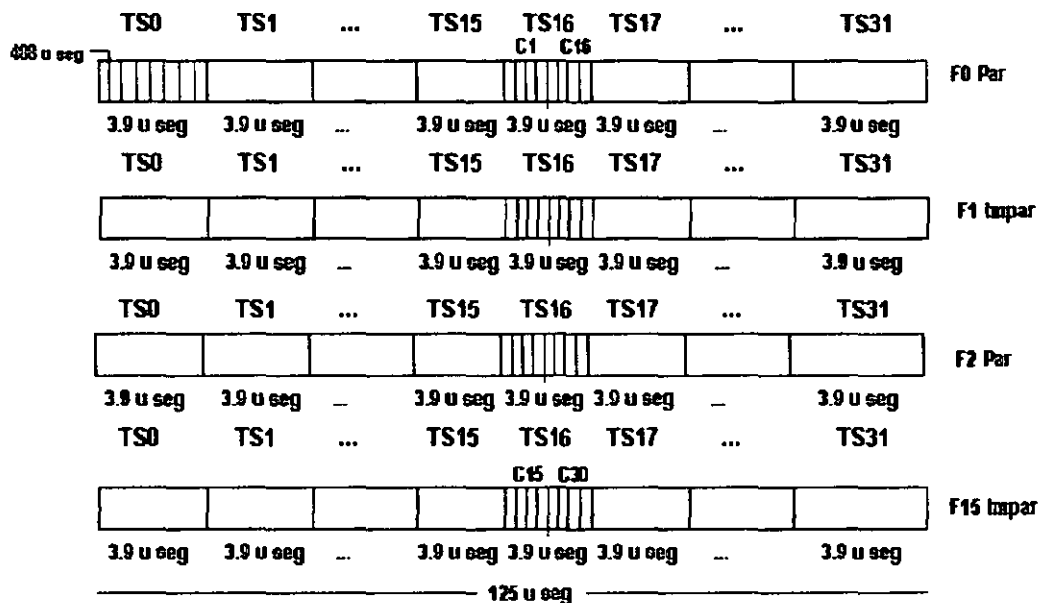 TS0 TS1 ... TS15 TS16 TS17 ... TS31
C1 C16
408 u seg
F0 Par
3.9 u seg 3.9 u seg ... 3.9 u seg 3.9 u seg 3.9 u seg ... 3.9 u seg
TS0 TS1 ... TS15 TS16 TS17 ... TS31
F1 Impar
3.9 u seg 3.9 u seg ... 3.9 u seg 3.9 u seg 3.9 u seg ... 3.9 u seg
TS0 TS1 ... TS15 TS16 TS17 ... TS31
F2 Par
3.9 u seg 3.9 u seg ... 3.9 u seg 3.9 u seg 3.9 u seg ... 3.9 u seg
TS0 TS1 ... TS15 TS16 TS17 ... TS31
C15 C30
F15 Impar
3.9 u seg 3.9 u seg ... 3.9 u seg 3.9 u seg 3.9 u seg ... 3.9 u seg
125 u seg